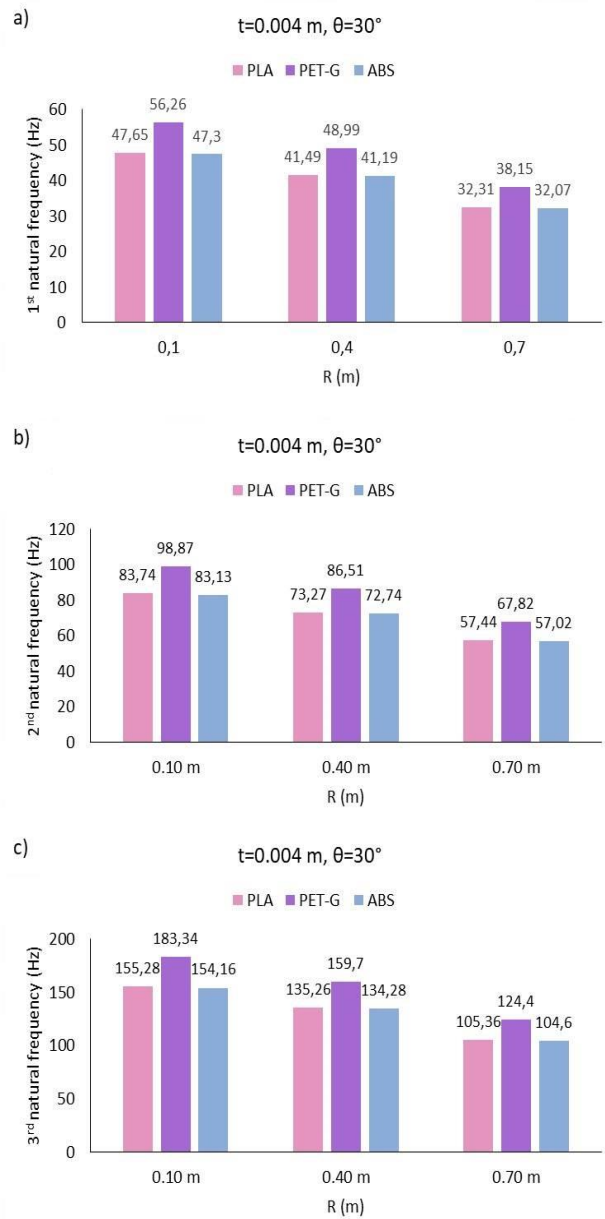 a)
t=0.004 m, θ=30°
PLA PET-G ABS
1st natural frequency (Hz)
60
50
40
30
20
10
0
47,65 56,26 47,3
41,49 48,99 41,19
32,31 38,15 32,07
0,1 0,4 0,7
R (m)
b)
t=0.004 m, θ=30°
PLA PET-G ABS
2nd natural frequency (Hz)
120
100
80
60
40
20
0
83,74 98,87 83,13
73,27 86,51 72,74
57,44 67,82 57,02
0.10 m 0.40 m 0.70 m
R (m)
c)
t=0.004 m, θ=30°
PLA PET-G ABS
3rd natural frequency (Hz)
200
150
100
50
0
155,28 183,34 154,16
135,26 159,7 134,28
105,36 124,4 104,6
0.10 m 0.40 m 0.70 m
R (m)